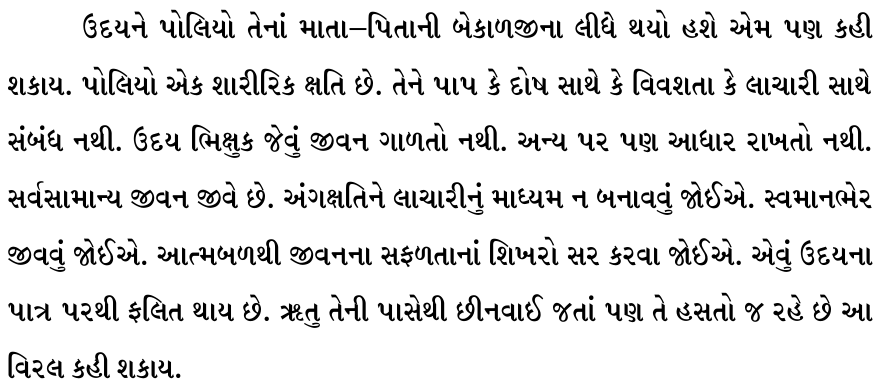 ઉદયને પોલિયો તેનાં માતા–પિતાની બેકાળજીના લીધે થયો હશે એમ પણ કહી
શકાય. પોલિયો એક શારીરિક ક્ષતિ છે. તેને પાપ કે દોષ સાથે કે વિવશતા કે લાચારી સાથે
સંબંધ નથી. ઉદય ભિક્ષુક જેવું જીવન ગાળતો નથી. અન્ય પર પણ આધાર રાખતો નથી.
સર્વસામાન્ય જીવન જીવે છે. અંગક્ષતિને લાચારીનું માધ્યમ ન બનાવવું જોઈએ. સ્વમાનભેર
જીવવું જોઈએ. આત્મબળથી જીવનના સફળતાનાં શિખરો સર કરવા જોઈએ. એવું ઉદયના
પાત્ર પરથી ફલિત થાય છે. ઋતુ તેની પાસેથી છીનવાઈ જતાં પણ તે હસતો જ રહે છે આ
વિરલ કહી શકાય.